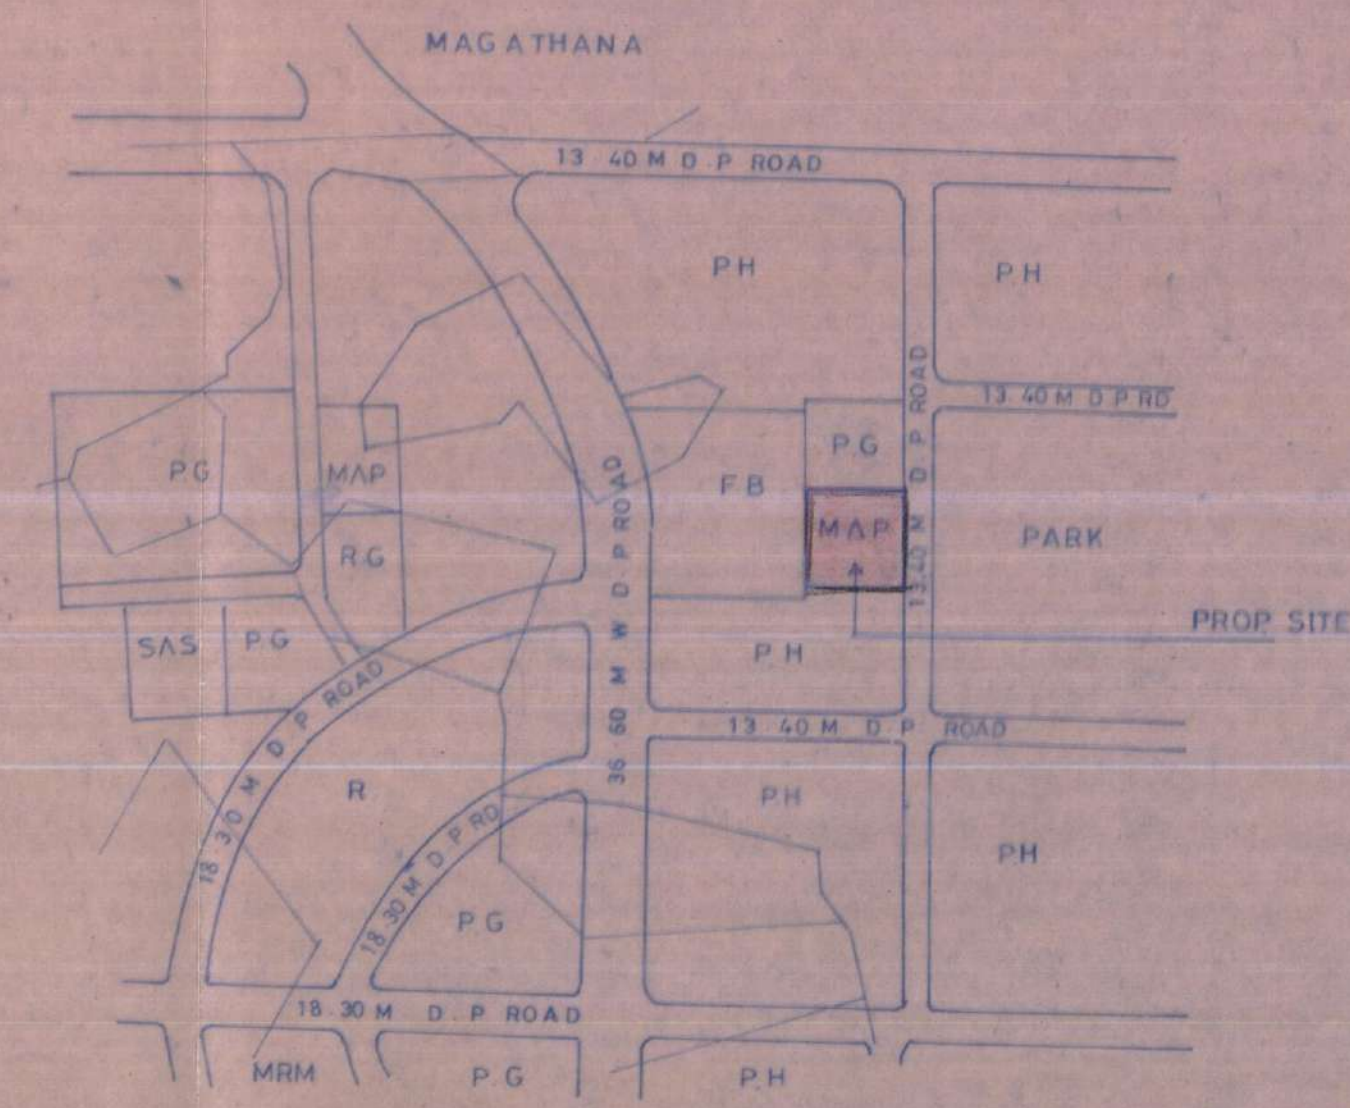 MAGATHANA
13.40 M D.P ROAD
P.H
P.H
13.40 M D.P ROAD
13.40 M D P RD
P.G
MAP
P.G
F.B
MAP
R.G
PARK
PROP. SITE
SAS
P.G
P.H
36.60 M W D.P ROAD
18.30 M D.P ROAD
13.40 M D.P ROAD
R
P.H
P.H
18.30 M D.P RD
P.G
18.30 M D.P ROAD
MRM
P.G
P.H